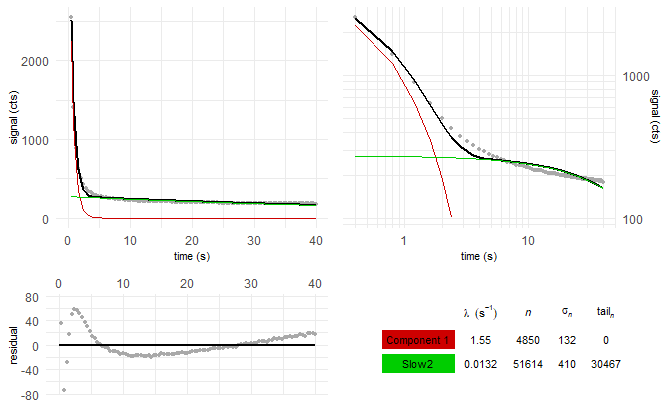 2000
1000
0
signal (cts)
0 10 20 30 40
time (s)
1000
100
signal (cts)
1 10
time (s)
0 10 20 30 40
80
40
0
-40
-80
residual
λ (s⁻¹) n σₙ tailₙ
Component 1 1.55 4850 132 0
Slow2 0.0132 51614 410 30467